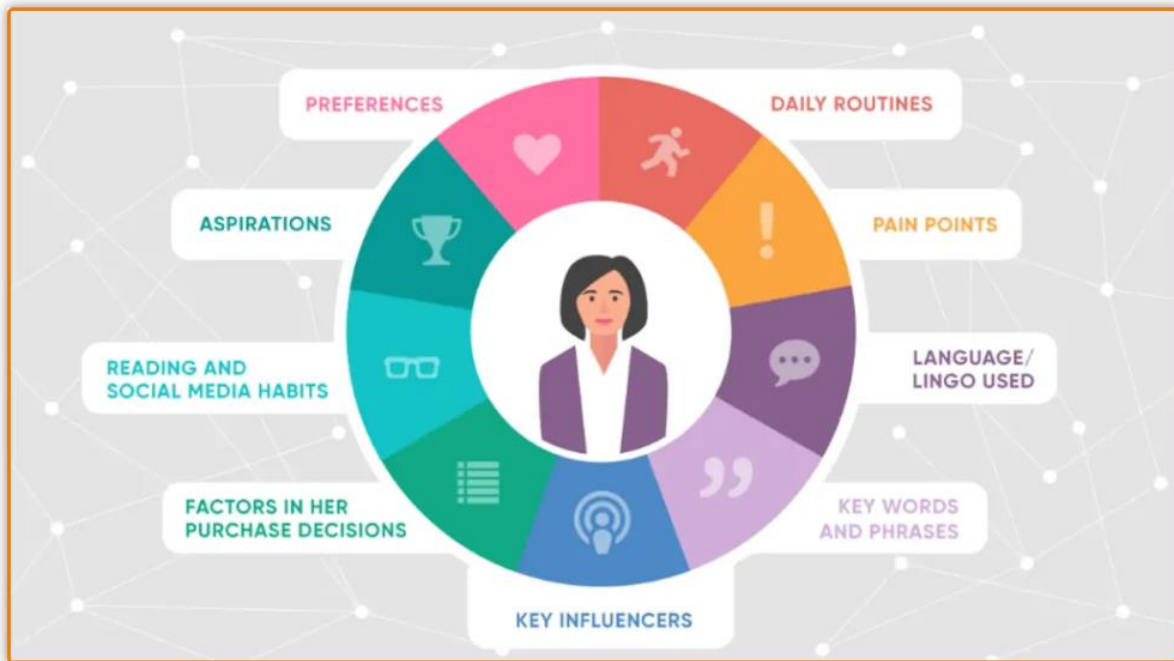 PREFERENCES
DAILY ROUTINES
ASPIRATIONS
PAIN POINTS
READING AND
SOCIAL MEDIA HABITS
LANGUAGE/
LINGO USED
FACTORS IN HER
PURCHASE DECISIONS
KEY WORDS
AND PHRASES
KEY INFLUENCERS